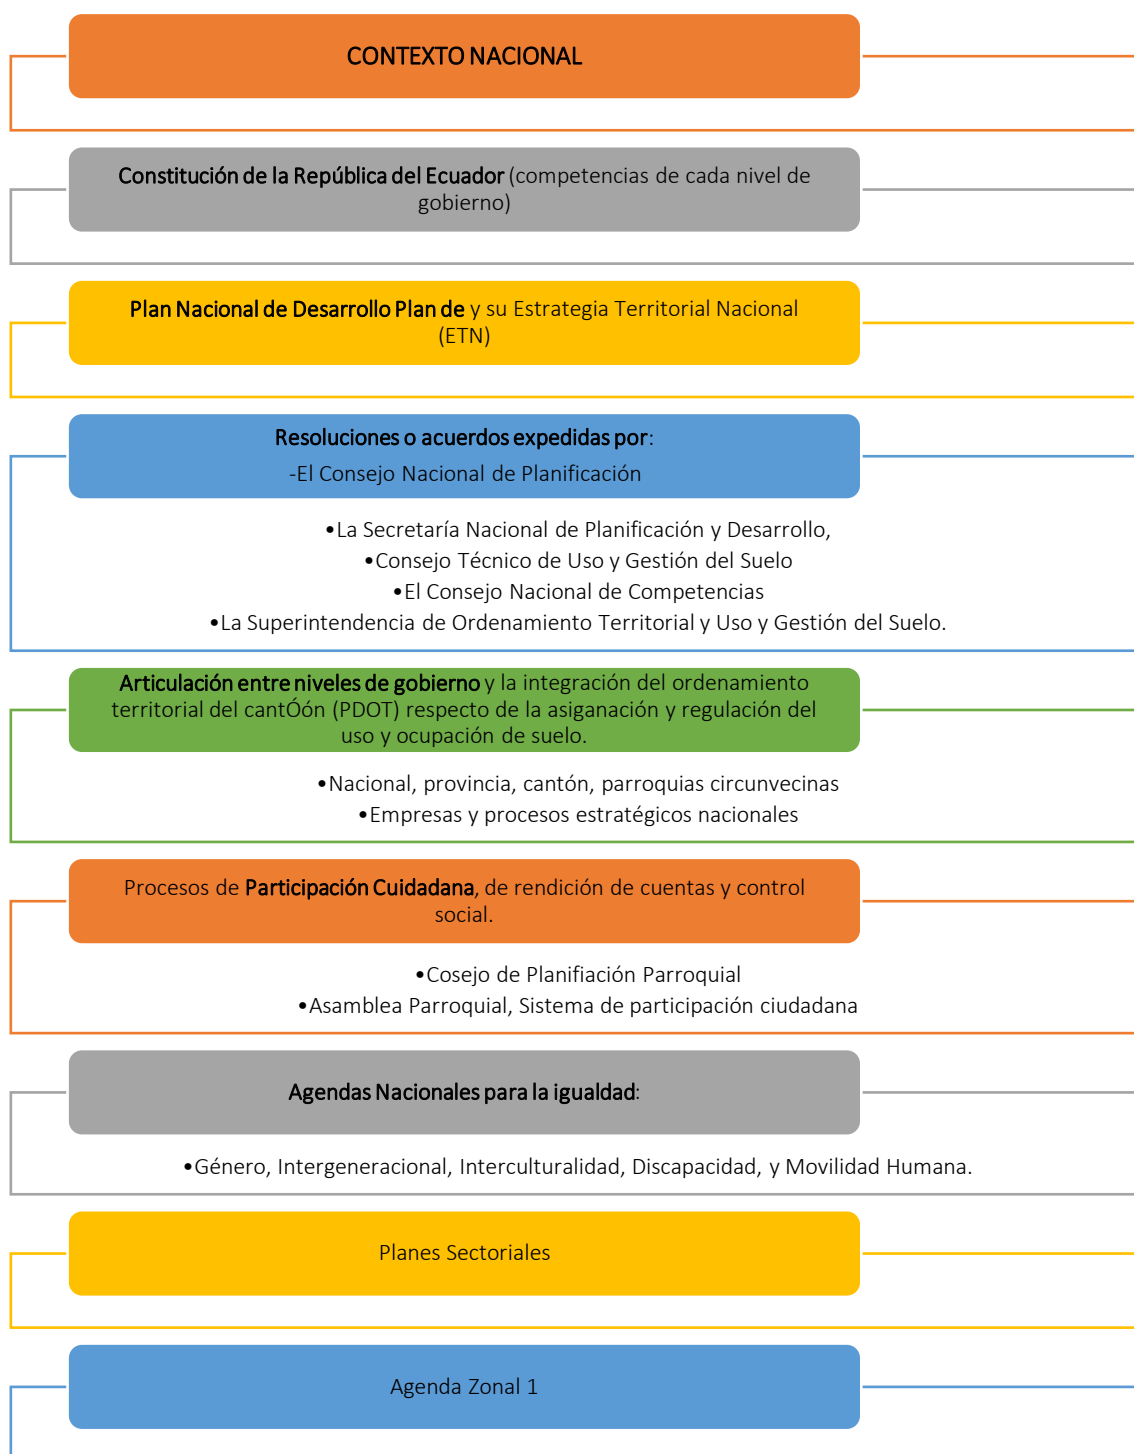 CONTEXTO NACIONAL
Constitución de la República del Ecuador (competencias de cada nivel de
gobierno)
Plan Nacional de Desarrollo Plan de y su Estrategia Territorial Nacional
(ETN)
Resoluciones o acuerdos expedidas por:
-El Consejo Nacional de Planificación
•La Secretaría Nacional de Planificación y Desarrollo,
•Consejo Técnico de Uso y Gestión del Suelo
•El Consejo Nacional de Competencias
•La Superintendencia de Ordenamiento Territorial y Uso y Gestión del Suelo.
Articulación entre niveles de gobierno y la integración del ordenamiento
territorial del cantÓón (PDOT) respecto de la asiganación y regulación del
uso y ocupación de suelo.
•Nacional, provincia, cantón, parroquias circunvecinas
•Empresas y procesos estratégicos nacionales
Procesos de Participación Cuidadana, de rendición de cuentas y control
social.
•Cosejo de Planifiación Parroquial
•Asamblea Parroquial, Sistema de participación ciudadana
Agendas Nacionales para la igualdad:
•Género, Intergeneracional, Interculturalidad, Discapacidad, y Movilidad Humana.
Planes Sectoriales
Agenda Zonal 1